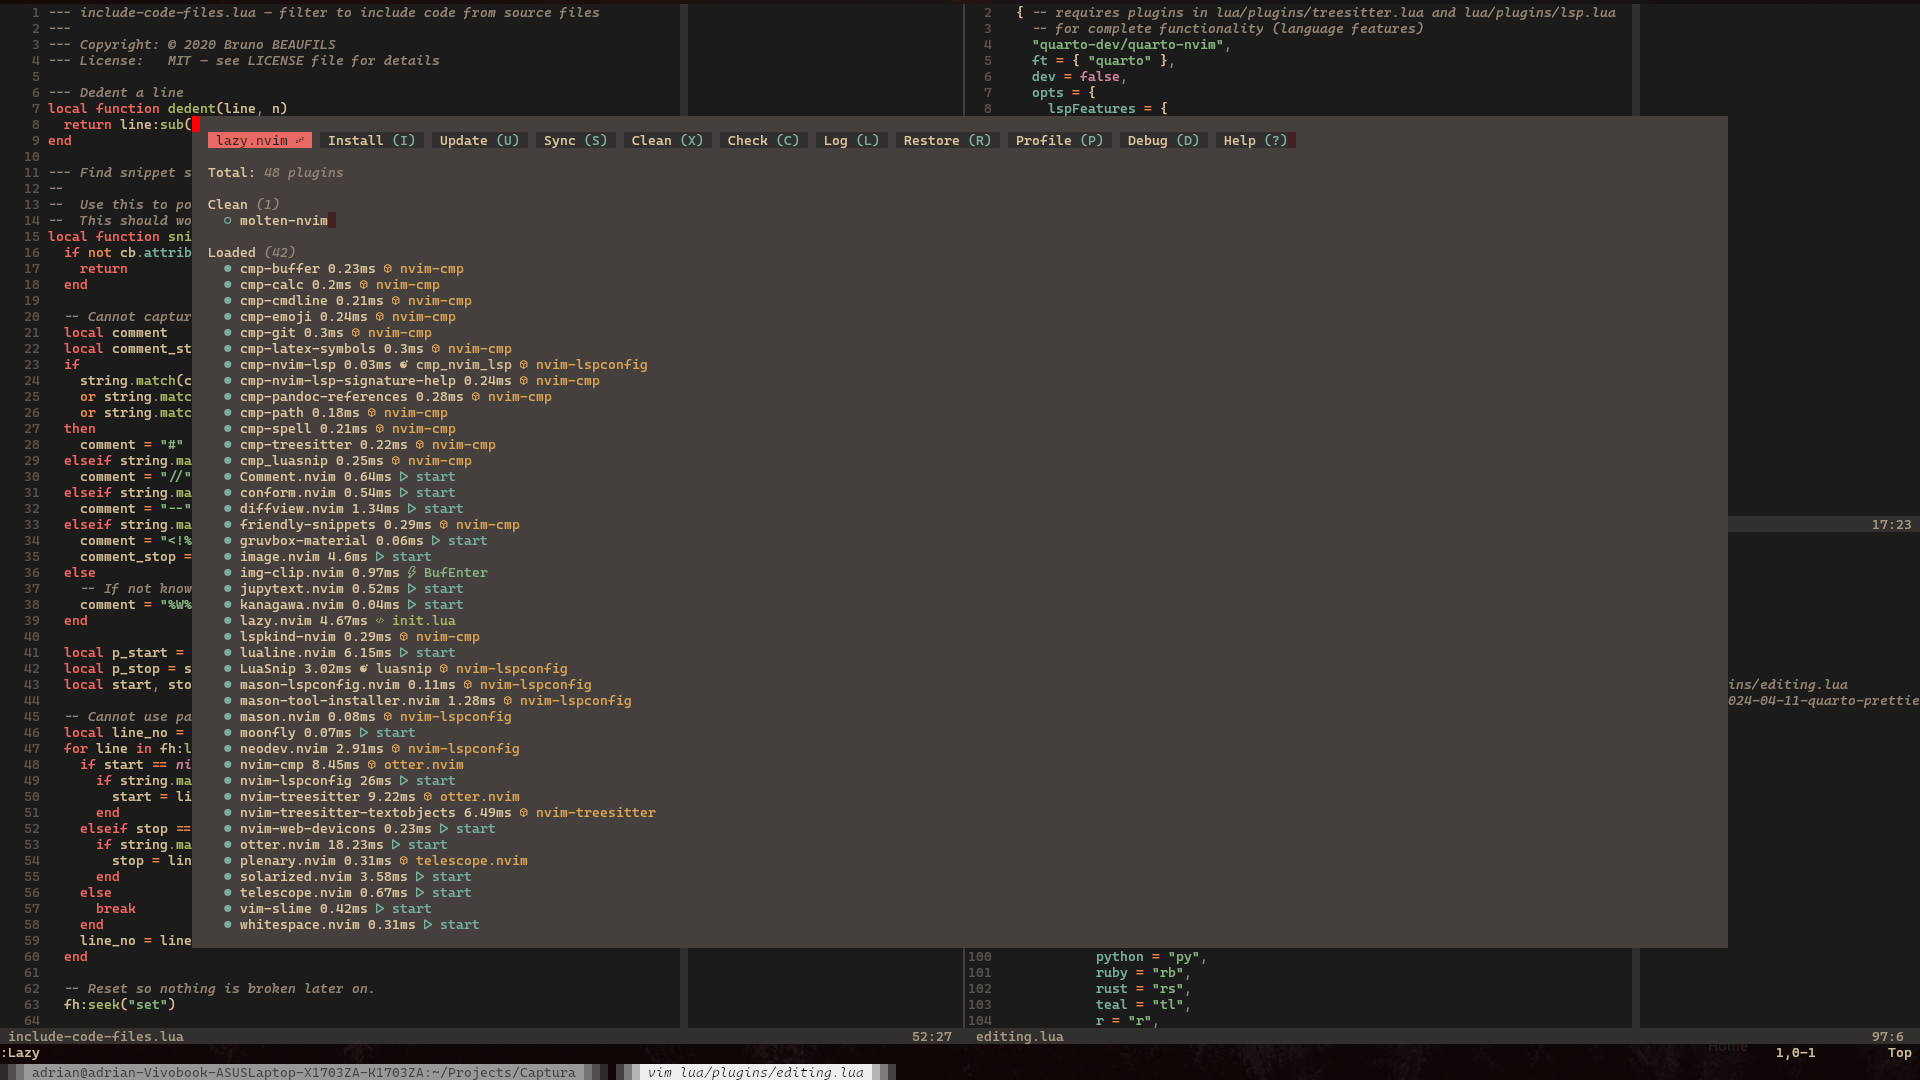 1 --- include-code-files.lua – filter to include code from source files
2 ---
3 --- Copyright: © 2020 Bruno BEAUFILS
4 --- License:   MIT – see LICENSE file for details
5
6 --- Dedent a line
7 local function dedent(line, n)
8   return line:sub(
9 end
10
11 --- Find snippet s
12 --
13 --  Use this to po
14 --  This should wo
15 local function sni
16   if not cb.attrib
17     return
18   end
19
20   -- Cannot captur
21   local comment
22   local comment_st
23   if
24     string.match(c
25     or string.matc
26     or string.matc
27   then
28     comment = "#"
29   elseif string.ma
30     comment = "//"
31   elseif string.ma
32     comment = "--"
33   elseif string.ma
34     comment = "<!%
35     comment_stop =
36   else
37     -- If not know
38     comment = "%W%
39   end
40
41   local p_start =
42   local p_stop = s
43   local start, sto
44
45   -- Cannot use pa
46   local line_no =
47   for line in fh:l
48     if start == ni
49       if string.ma
50         start = li
51       end
52     elseif stop ==
53       if string.ma
54         stop = lin
55       end
56     else
57       break
58     end
59     line_no = line
60   end
61
62   -- Reset so nothing is broken later on.
63   fh:seek("set")
64
include-code-files.lua 52:27
2 { -- requires plugins in lua/plugins/treesitter.lua and lua/plugins/lsp.lua
3   -- for complete functionality (language features)
4   "quarto-dev/quarto-nvim",
5   ft = { "quarto" },
6   dev = false,
7   opts = {
8     lspFeatures = {
lazy.nvim Install (I) Update (U) Sync (S) Clean (X) Check (C) Log (L) Restore (R) Profile (P) Debug (D) Help (?)
Total: 48 plugins
Clean (1)
○ molten-nvim
Loaded (42)
● cmp-buffer 0.23ms nvim-cmp
● cmp-calc 0.2ms nvim-cmp
● cmp-cmdline 0.21ms nvim-cmp
● cmp-emoji 0.24ms nvim-cmp
● cmp-git 0.3ms nvim-cmp
● cmp-latex-symbols 0.3ms nvim-cmp
● cmp-nvim-lsp 0.03ms cmp_nvim_lsp nvim-lspconfig
● cmp-nvim-lsp-signature-help 0.24ms nvim-cmp
● cmp-pandoc-references 0.28ms nvim-cmp
● cmp-path 0.18ms nvim-cmp
● cmp-spell 0.21ms nvim-cmp
● cmp-treesitter 0.22ms nvim-cmp
● cmp_luasnip 0.25ms nvim-cmp
● Comment.nvim 0.64ms start
● conform.nvim 0.54ms start
● diffview.nvim 1.34ms start
● friendly-snippets 0.29ms nvim-cmp
● gruvbox-material 0.06ms start
● image.nvim 4.6ms start
● img-clip.nvim 0.97ms BufEnter
● jupytext.nvim 0.52ms start
● kanagawa.nvim 0.04ms start
● lazy.nvim 4.67ms init.lua
● lspkind-nvim 0.29ms nvim-cmp
● lualine.nvim 6.15ms start
● LuaSnip 3.02ms luasnip nvim-lspconfig
● mason-lspconfig.nvim 0.11ms nvim-lspconfig
● mason-tool-installer.nvim 1.28ms nvim-lspconfig
● mason.nvim 0.08ms nvim-lspconfig
● moonfly 0.07ms start
● neodev.nvim 2.91ms nvim-lspconfig
● nvim-cmp 8.45ms otter.nvim
● nvim-lspconfig 26ms start
● nvim-treesitter 9.22ms otter.nvim
● nvim-treesitter-textobjects 6.49ms nvim-treesitter
● nvim-web-devicons 0.23ms start
● otter.nvim 18.23ms start
● plenary.nvim 0.31ms telescope.nvim
● solarized.nvim 3.58ms start
● telescope.nvim 0.67ms start
● vim-slime 0.42ms start
● whitespace.nvim 0.31ms start
17:23
ins/editing.lua
024-04-11-quarto-prettie
100           python = "py",
101           ruby = "rb",
102           rust = "rs",
103           teal = "tl",
104           r = "r",
editing.lua 97:6
Home
:Lazy 1,0-1 Top
adrian@adrian-Vivobook-ASUSLaptop-X1703ZA-K1703ZA:~/Projects/Captura vim lua/plugins/editing.lua